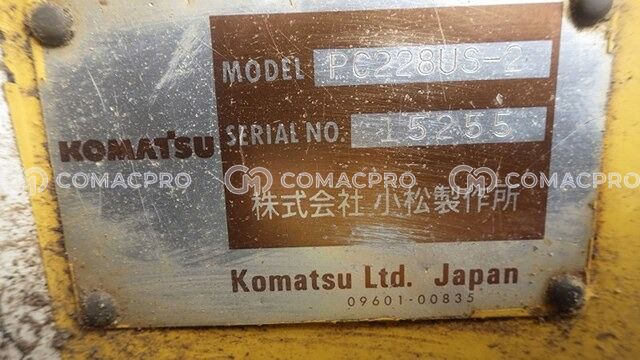 MODEL PC228US-2
KOMATSU SERIAL NO. 15255
COMACPRO COMACPRO COMACPRO
株式会社 小松製作所
Komatsu Ltd. Japan
09601-00835